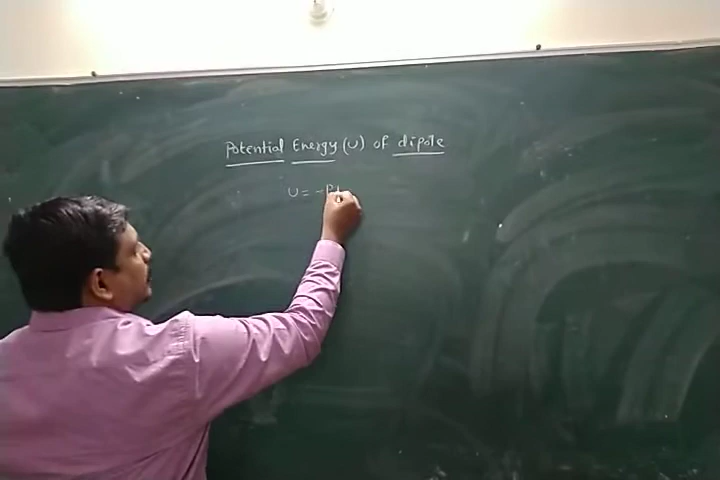 Potential Energy (U) of dipole
U = -P